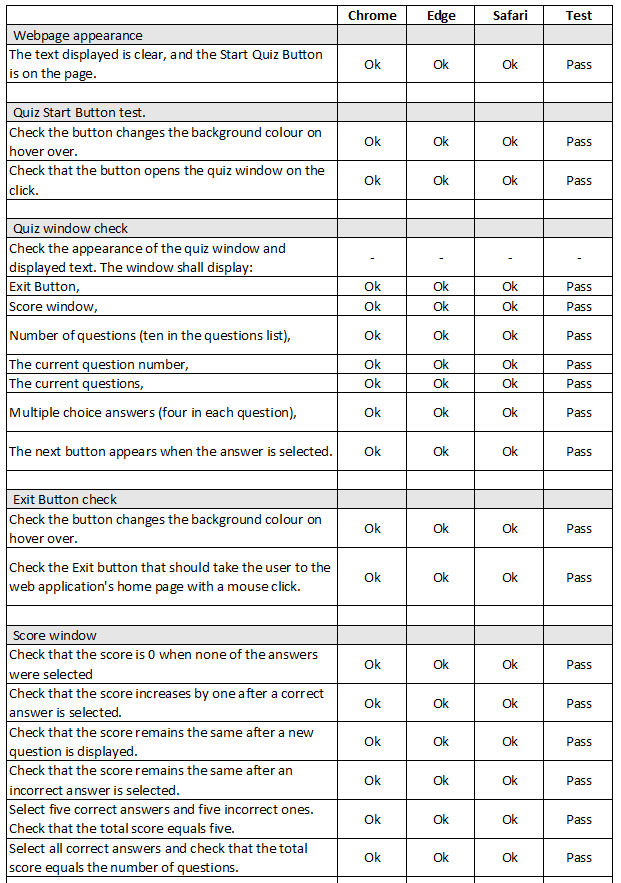 Chrome Edge Safari Test
Webpage appearance
The text displayed is clear, and the Start Quiz Button
is on the page. Ok Ok Ok Pass
Quiz Start Button test.
Check the button changes the background colour on
hover over. Ok Ok Ok Pass
Check that the button opens the quiz window on the
click. Ok Ok Ok Pass
Quiz window check
Check the appearance of the quiz window and
displayed text. The window shall display: - - - -
Exit Button, Ok Ok Ok Pass
Score window, Ok Ok Ok Pass
Number of questions (ten in the questions list), Ok Ok Ok Pass
The current question number, Ok Ok Ok Pass
The current questions, Ok Ok Ok Pass
Multiple choice answers (four in each question), Ok Ok Ok Pass
The next button appears when the answer is selected. Ok Ok Ok Pass
Exit Button check
Check the button changes the background colour on
hover over. Ok Ok Ok Pass
Check the Exit button that should take the user to the
web application's home page with a mouse click. Ok Ok Ok Pass
Score window
Check that the score is 0 when none of the answers
were selected Ok Ok Ok Pass
Check that the score increases by one after a correct
answer is selected. Ok Ok Ok Pass
Check that the score remains the same after a new
question is displayed. Ok Ok Ok Pass
Check that the score remains the same after an
incorrect answer is selected. Ok Ok Ok Pass
Select five correct answers and five incorrect ones.
Check that the total score equals five. Ok Ok Ok Pass
Select all correct answers and check that the total
score equals the number of questions. Ok Ok Ok Pass